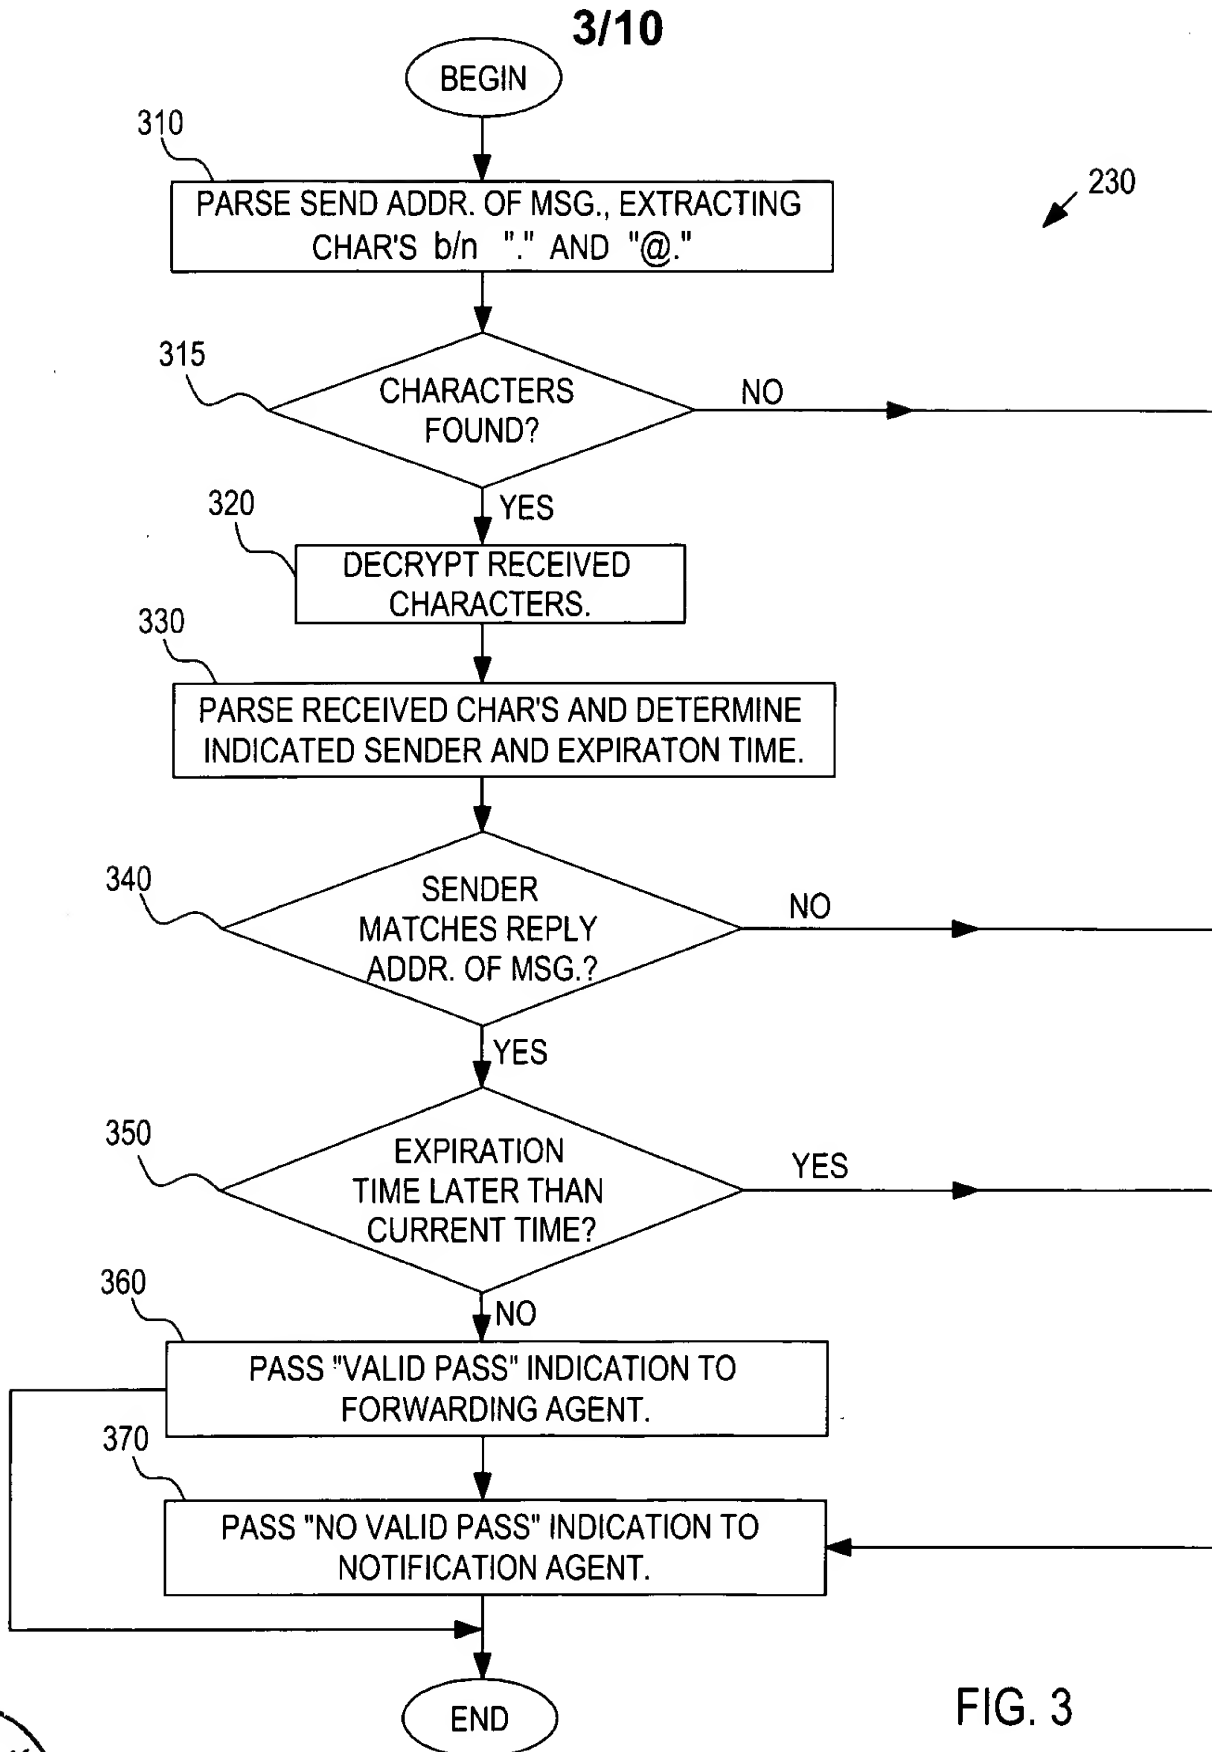 3/10
BEGIN
310
PARSE SEND ADDR. OF MSG., EXTRACTING
CHAR'S b/n "." AND "@."
230
315
CHARACTERS
FOUND?
NO
YES
320
DECRYPT RECEIVED
CHARACTERS.
330
PARSE RECEIVED CHAR'S AND DETERMINE
INDICATED SENDER AND EXPIRATON TIME.
340
SENDER
MATCHES REPLY
ADDR. OF MSG.?
NO
YES
350
EXPIRATION
TIME LATER THAN
CURRENT TIME?
YES
NO
360
PASS "VALID PASS" INDICATION TO
FORWARDING AGENT.
370
PASS "NO VALID PASS" INDICATION TO
NOTIFICATION AGENT.
END
FIG. 3